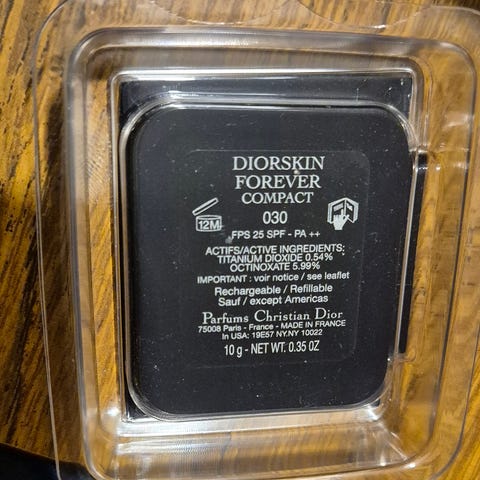 DIORSKIN
FOREVER
COMPACT
030
12M
FPS 25 SPF - PA ++
ACTIFS/ACTIVE INGREDIENTS:
TITANIUM DIOXIDE 0.54%
OCTINOXATE 5.99%
IMPORTANT : voir notice / see leaflet
Rechargeable / Refillable
Sauf / except Americas
Parfums Christian Dior
75008 Paris - France - MADE IN FRANCE
In USA: 19E57 NY.NY 10022
10 g - NET WT. 0.35 OZ